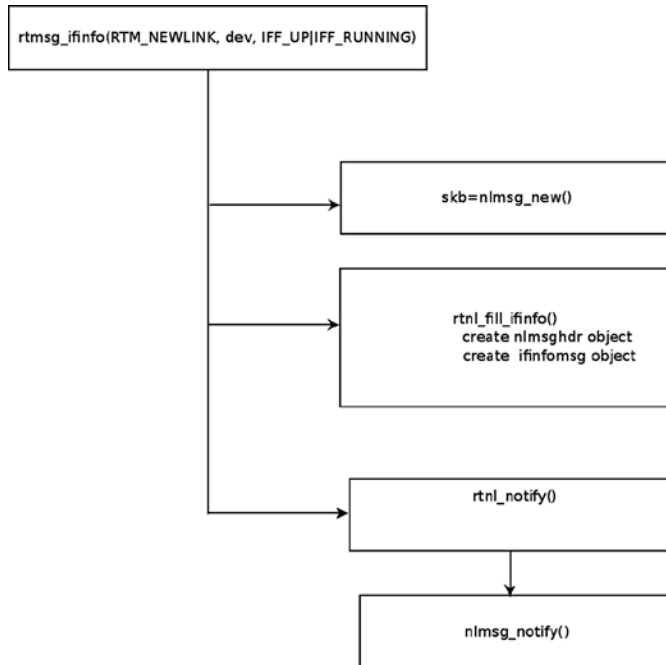 rtmsg_ifinfo(RTM_NEWLINK, dev, IFF_UP|IFF_RUNNING)
skb=nlmsg_new()
rtnl_fill_ifinfo()
create nlmsghdr object
create ifinfomsg object
rtnl_notify()
nlmsg_notify()